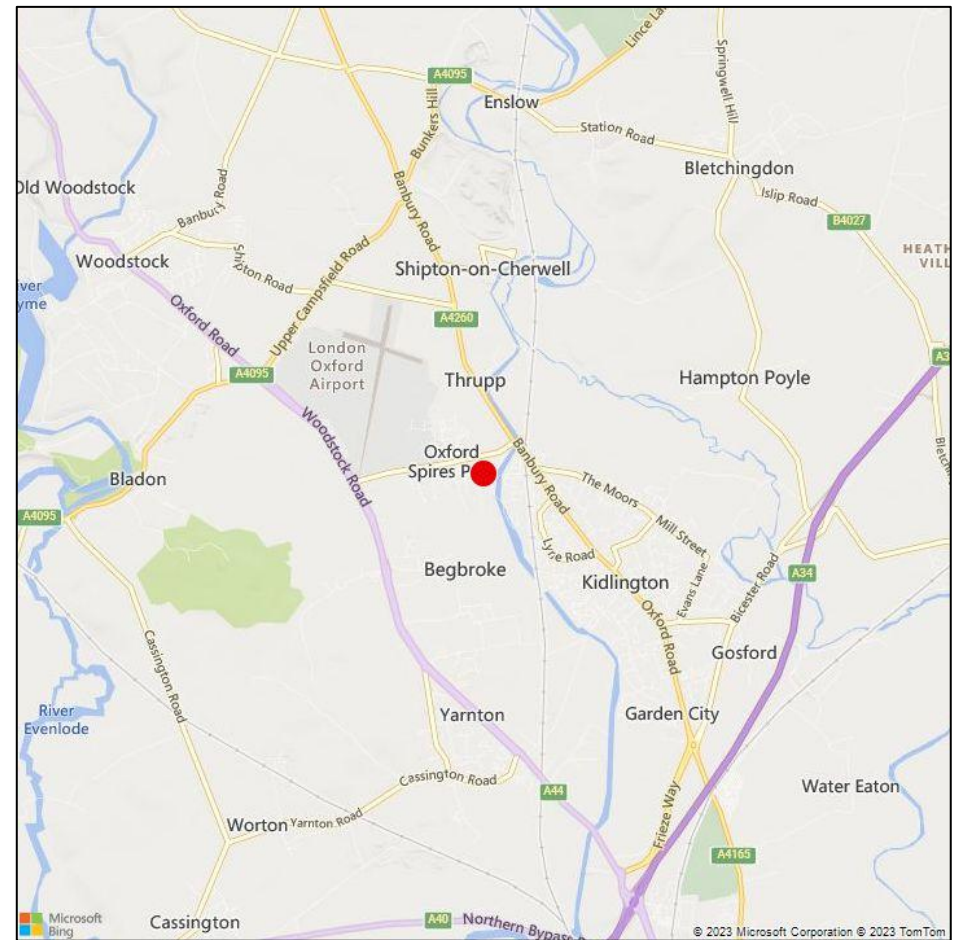 A4095
Lince La
Enslow
Springwell Hill
Bunkers Hill
Station Road
Bletchingdon
Old Woodstock
Banbury Road
Banbury Road
Islip Road
B4027
HEATH
VILL
Woodstock
Shipton Road
Upper Campsfield Road
Shipton-on-Cherwell
iver
yme
Oxford Road
A4260
London
Oxford
Airport
A4095
Thrupp
Hampton Poyle
A3
Woodstock Road
Oxford
Spires P
Banbury Road
Bletchi
Bladon
The Moors
A4095
Mill Street
Lyne Road
Begbroke
Kidlington
Evans Lane
Bicester Road
A34
Oxford Road
Cassington Road
Gosford
River
Evenlode
Yarnton
Garden City
Cassington Road
A44
Water Eaton
Frieze Way
Worton
Yarnton Road
A4165
Cassington
A40
Northern Bypass
Microsoft
Bing
© 2023 Microsoft Corporation © 2023 TomTom